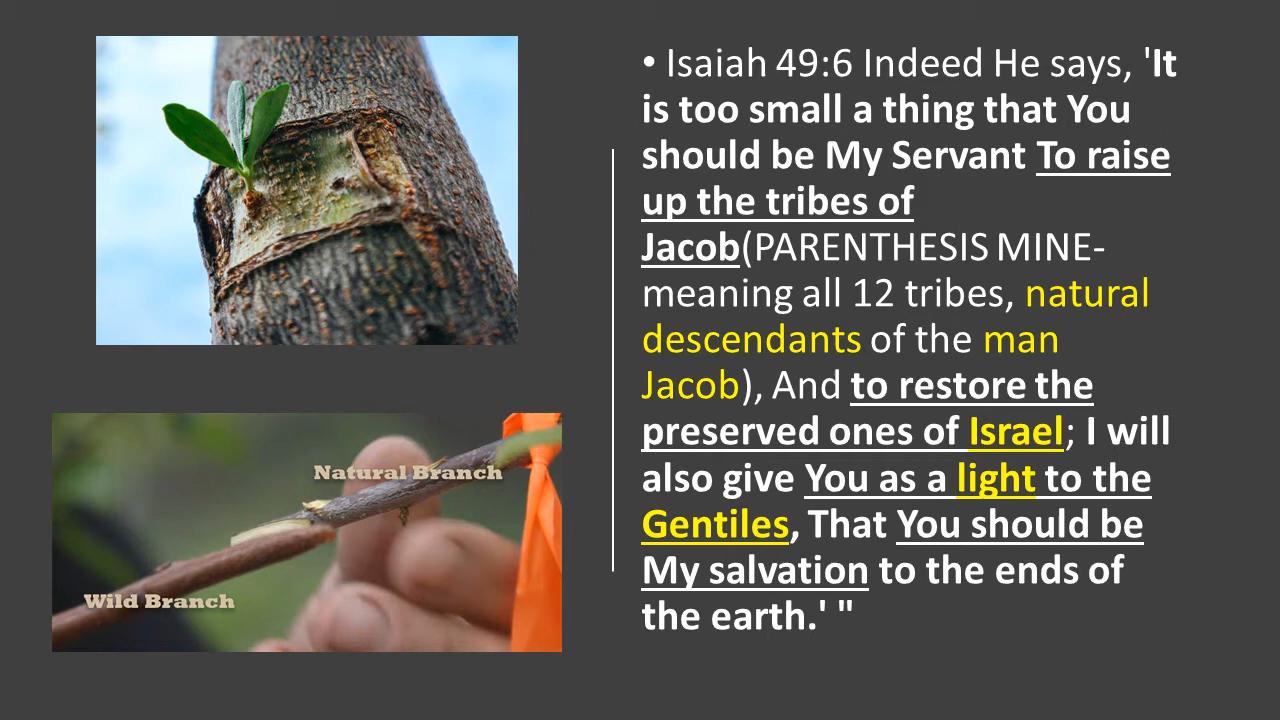 • Isaiah 49:6 Indeed He says, 'It
is too small a thing that You
should be My Servant To raise
up the tribes of
Jacob(PARENTHESIS MINE-
meaning all 12 tribes, natural
descendants of the man
Jacob), And to restore the
preserved ones of Israel; I will
also give You as a light to the
Gentiles, That You should be
My salvation to the ends of
the earth.' "
Natural Branch
Wild Branch